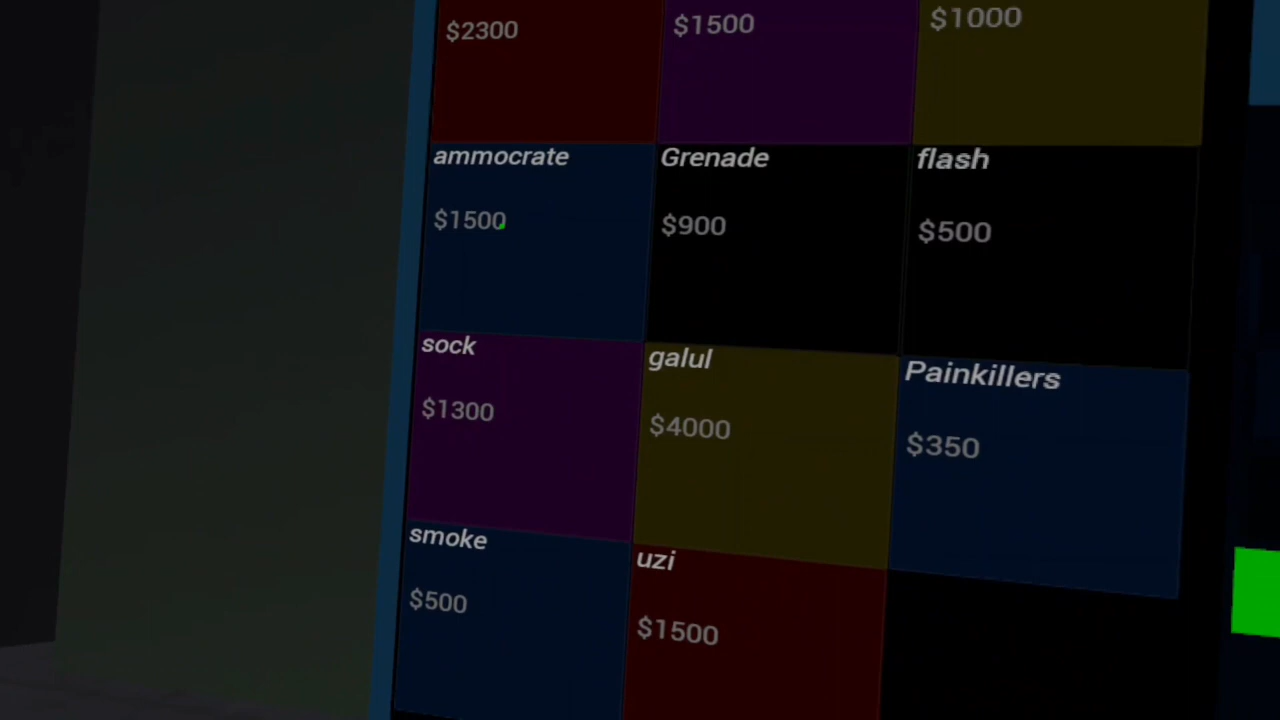 $2300
$1500
$1000
ammocrate
$1500
Grenade
$900
flash
$500
sock
$1300
galul
$4000
Painkillers
$350
smoke
$500
uzi
$1500